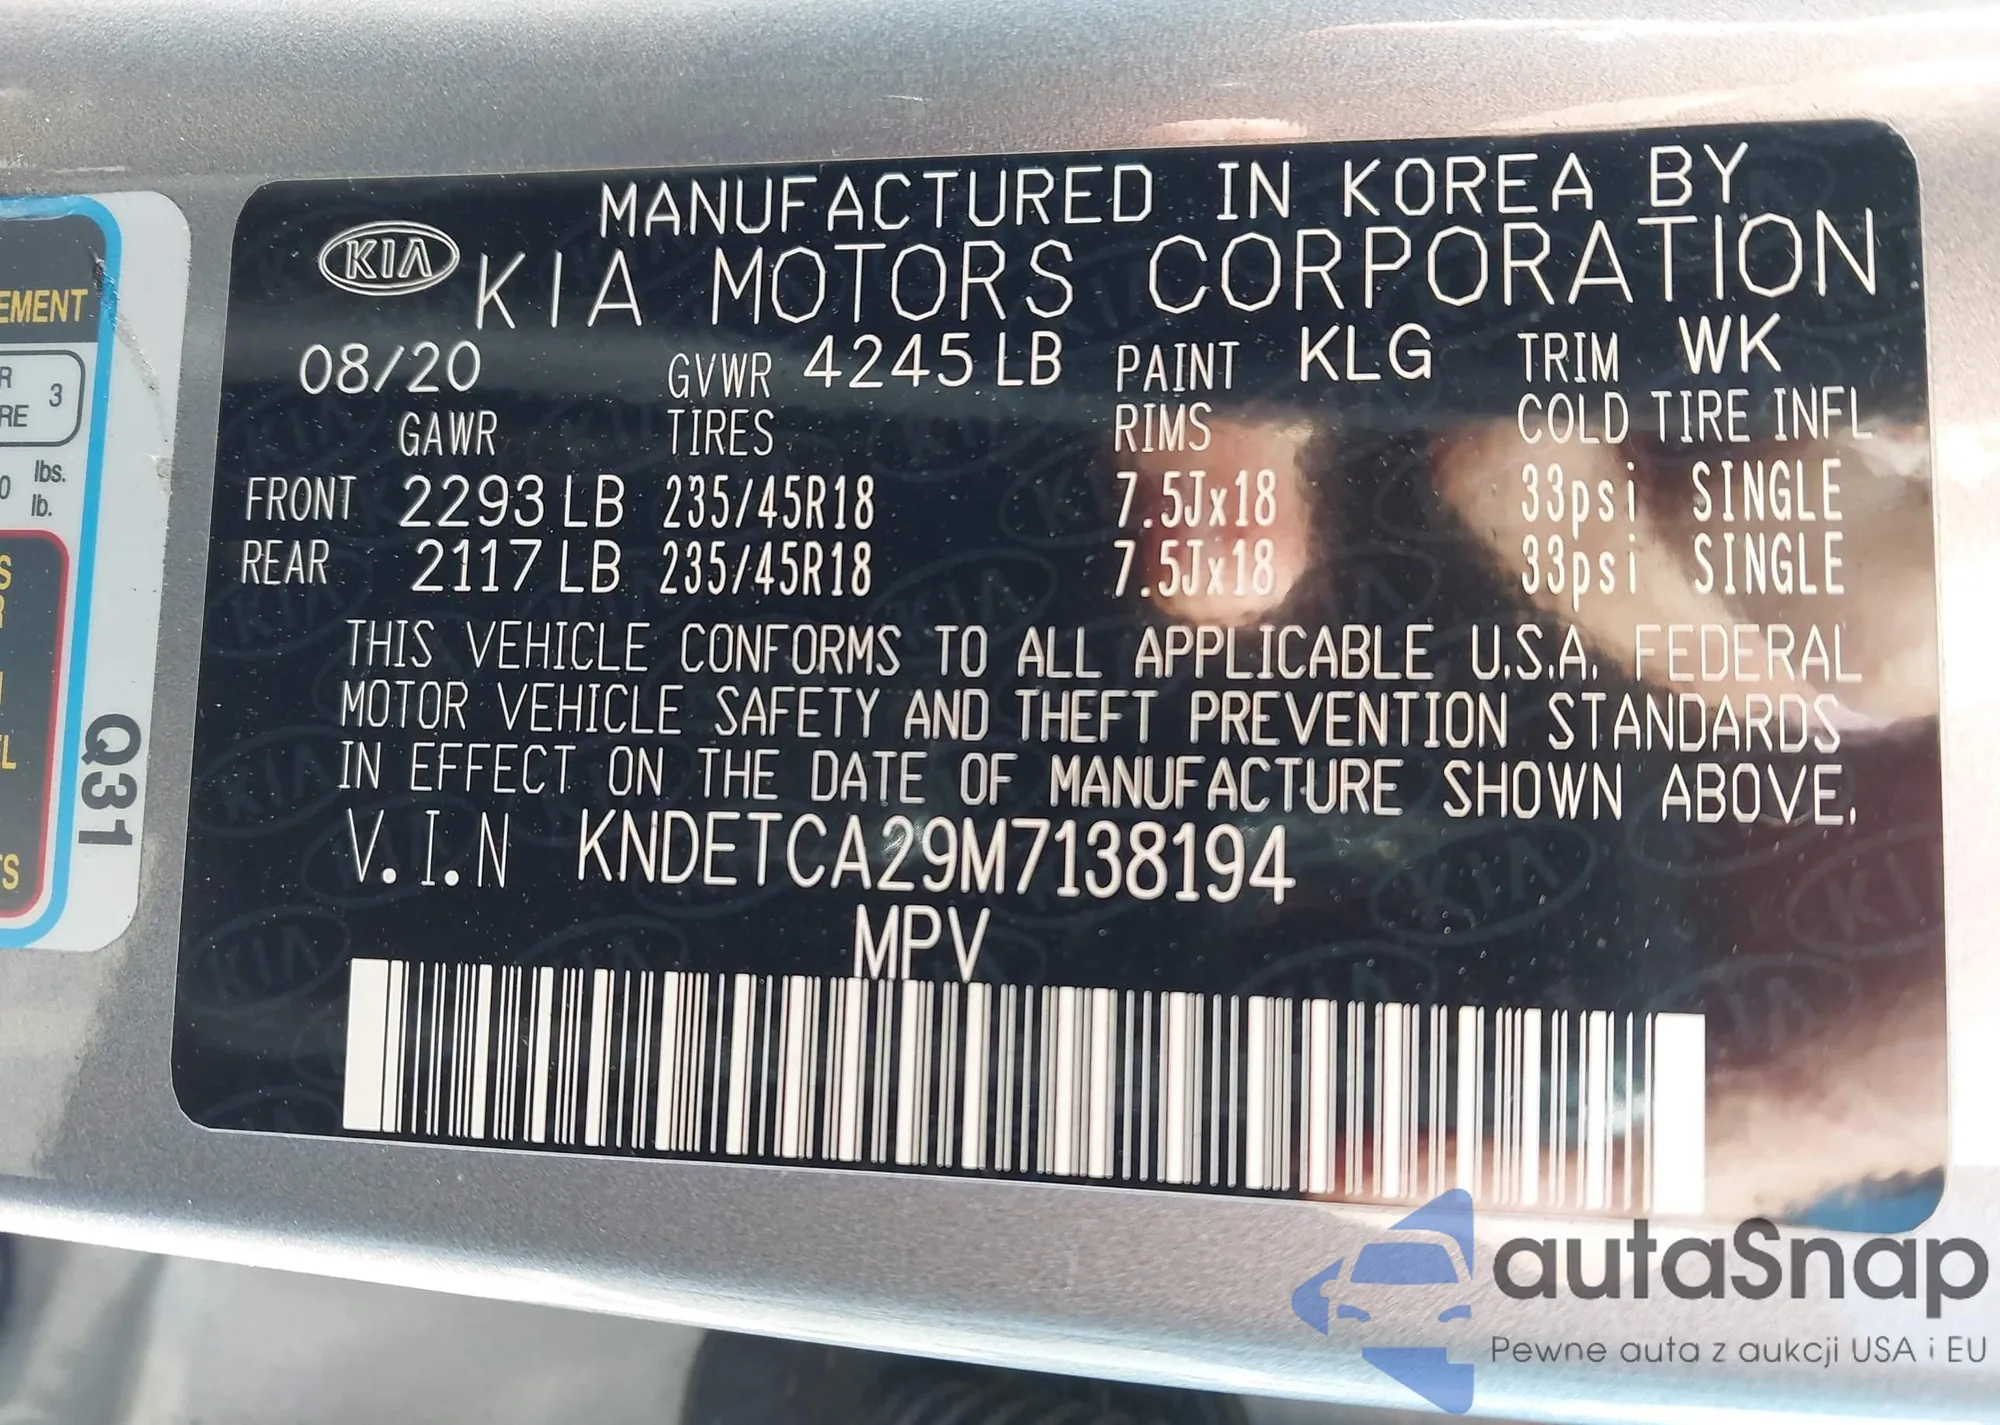 MANUFACTURED IN KOREA BY
KIA KIA MOTORS CORPORATION
08/20 GVWR 4245 LB PAINT KLG TRIM WK
GAWR TIRES RIMS COLD TIRE INFL
FRONT 2293 LB 235/45R18 7.5Jx18 33psi SINGLE
REAR 2117 LB 235/45R18 7.5Jx18 33psi SINGLE
THIS VEHICLE CONFORMS TO ALL APPLICABLE U.S.A. FEDERAL
MOTOR VEHICLE SAFETY AND THEFT PREVENTION STANDARDS
IN EFFECT ON THE DATE OF MANUFACTURE SHOWN ABOVE.
V.I.N KNDETCA29M7138194
MPV
3
lbs.
lb.
Q31
autaSnap
Pewne auta z aukcji USA i EU